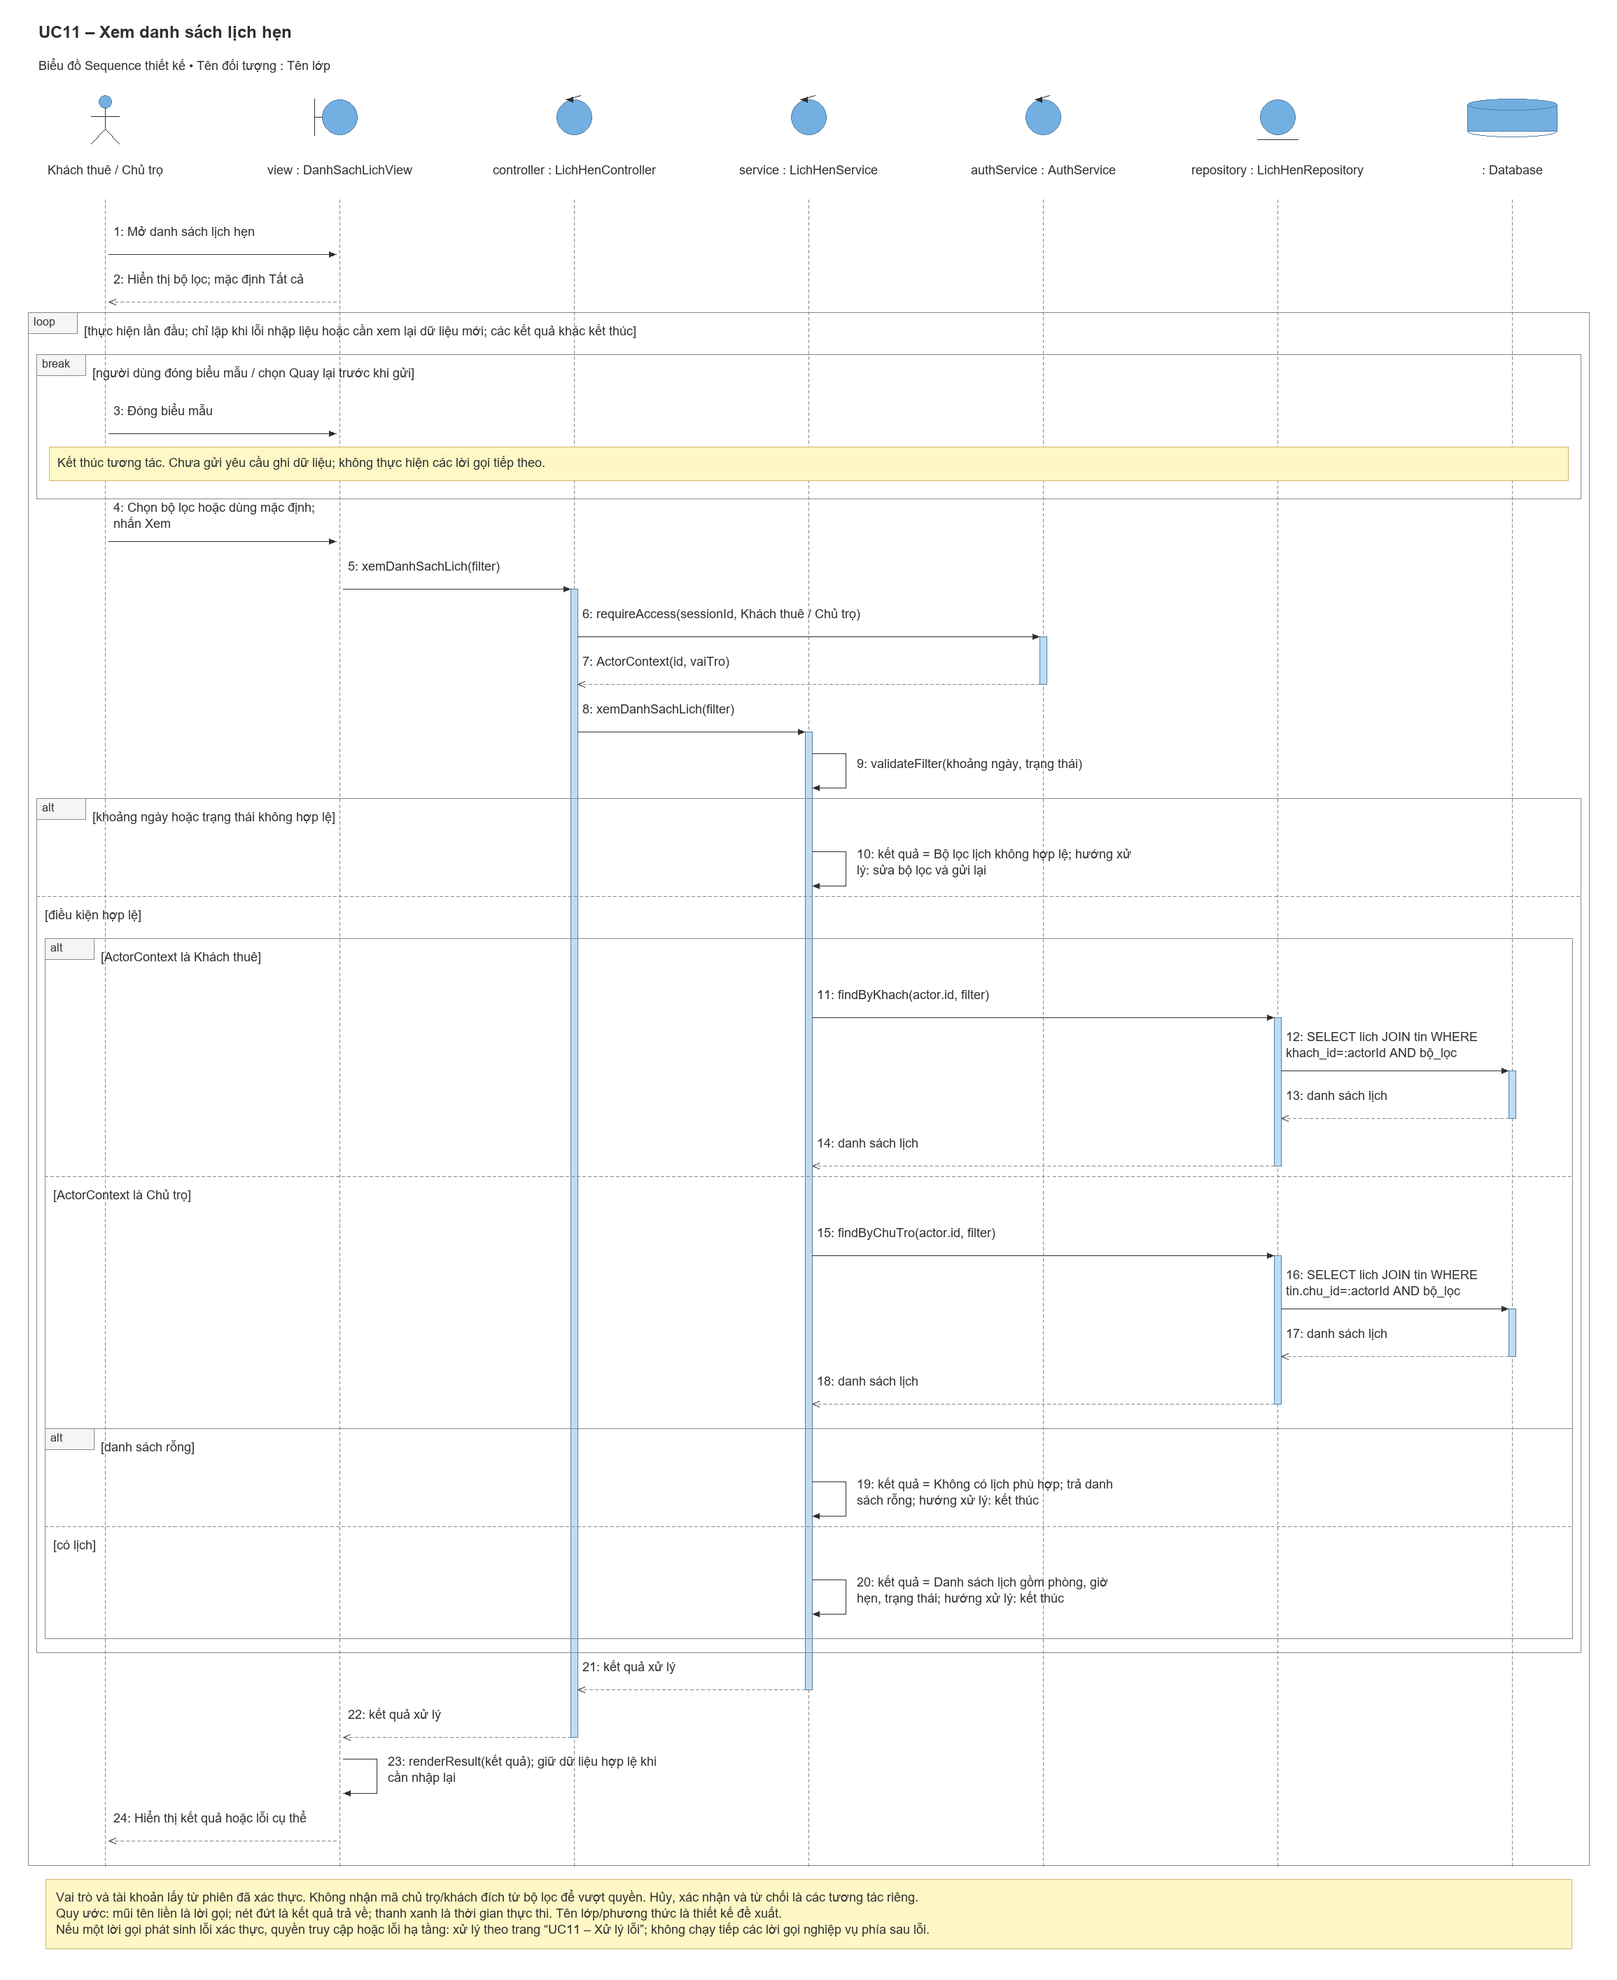 UC11 – Xem danh sách lịch hẹn
Biểu đồ Sequence thiết kế • Tên đối tượng : Tên lớp
Khách thuê / Chủ trọ
view : DanhSachLichView
controller : LichHenController
service : LichHenService
authService : AuthService
repository : LichHenRepository
: Database
1: Mở danh sách lịch hẹn
2: Hiển thị bộ lọc; mặc định Tất cả
loop
[thực hiện lần đầu; chỉ lặp khi lỗi nhập liệu hoặc cần xem lại dữ liệu mới; các kết quả khác kết thúc]
break
[người dùng đóng biểu mẫu / chọn Quay lại trước khi gửi]
3: Đóng biểu mẫu
Kết thúc tương tác. Chưa gửi yêu cầu ghi dữ liệu; không thực hiện các lời gọi tiếp theo.
4: Chọn bộ lọc hoặc dùng mặc định;
nhấn Xem
5: xemDanhSachLich(filter)
6: requireAccess(sessionId, Khách thuê / Chủ trọ)
7: ActorContext(id, vaiTro)
8: xemDanhSachLich(filter)
9: validateFilter(khoảng ngày, trạng thái)
alt
[khoảng ngày hoặc trạng thái không hợp lệ]
10: kết quả = Bộ lọc lịch không hợp lệ; hướng xử
lý: sửa bộ lọc và gửi lại
[điều kiện hợp lệ]
alt
[ActorContext là Khách thuê]
11: findByKhach(actor.id, filter)
12: SELECT lich JOIN tin WHERE
khach_id=:actorId AND bộ_lọc
13: danh sách lịch
14: danh sách lịch
[ActorContext là Chủ trọ]
15: findByChuTro(actor.id, filter)
16: SELECT lich JOIN tin WHERE
tin.chu_id=:actorId AND bộ_lọc
17: danh sách lịch
18: danh sách lịch
alt
[danh sách rỗng]
19: kết quả = Không có lịch phù hợp; trả danh
sách rỗng; hướng xử lý: kết thúc
[có lịch]
20: kết quả = Danh sách lịch gồm phòng, giờ
hẹn, trạng thái; hướng xử lý: kết thúc
21: kết quả xử lý
22: kết quả xử lý
23: renderResult(kết quả); giữ dữ liệu hợp lệ khi
cần nhập lại
24: Hiển thị kết quả hoặc lỗi cụ thể
Vai trò và tài khoản lấy từ phiên đã xác thực. Không nhận mã chủ trọ/khách đích từ bộ lọc để vượt quyền. Hủy, xác nhận và từ chối là các tương tác riêng.
Quy ước: mũi tên liền là lời gọi; nét đứt là kết quả trả về; thanh xanh là thời gian thực thi. Tên lớp/phương thức là thiết kế đề xuất.
Nếu một lời gọi phát sinh lỗi xác thực, quyền truy cập hoặc lỗi hạ tầng: xử lý theo trang “UC11 – Xử lý lỗi”; không chạy tiếp các lời gọi nghiệp vụ phía sau lỗi.